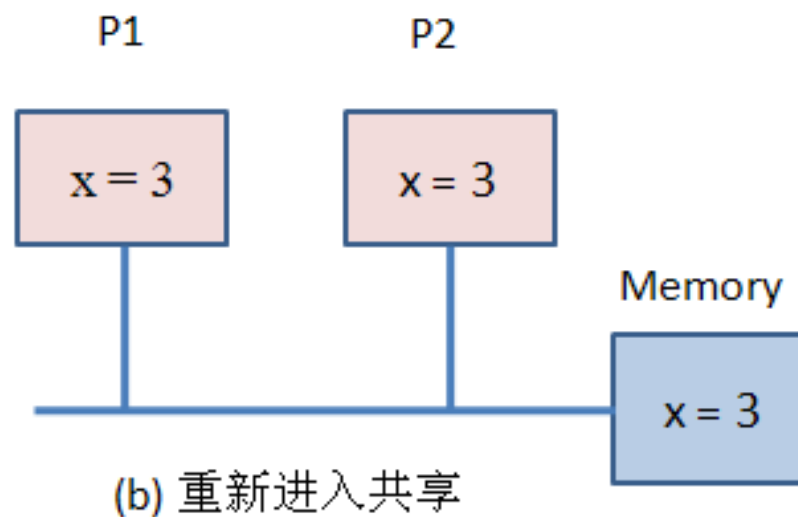 P1 P2
x = 3 x = 3
Memory
x = 3
(b) 重新进入共享